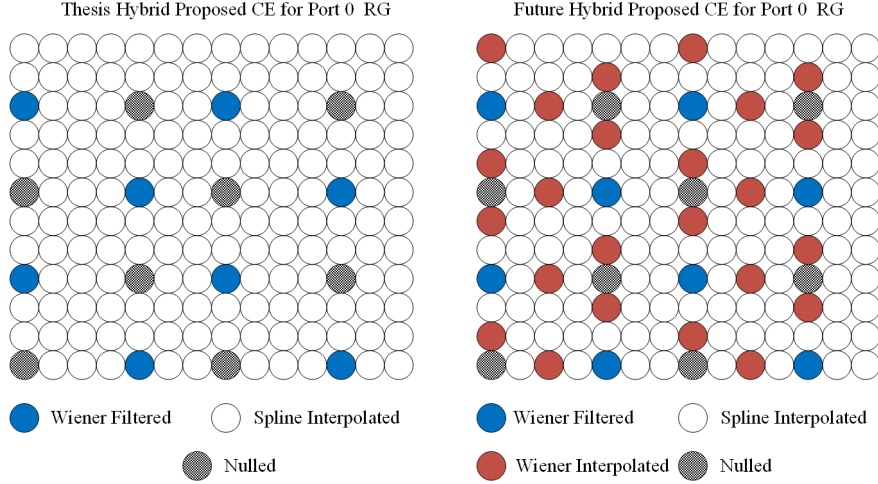 Thesis Hybrid Proposed CE for Port 0 RG
Future Hybrid Proposed CE for Port 0 RG
Wiener Filtered
Spline Interpolated
Nulled
Wiener Filtered
Spline Interpolated
Wiener Interpolated
Nulled